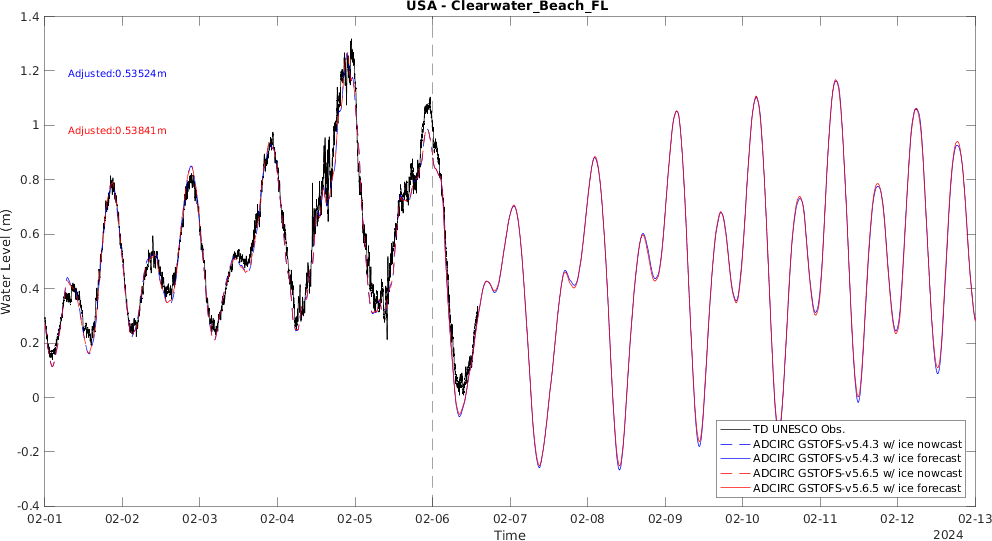 USA - Clearwater_Beach_FL
1.4
1.2
1
0.8
0.6
0.4
0.2
0
-0.2
-0.4
Water Level (m)
Adjusted:0.53524m
Adjusted:0.53841m
TD UNESCO Obs.
ADCIRC GSTOFS-v5.4.3 w/ ice nowcast
ADCIRC GSTOFS-v5.4.3 w/ ice forecast
ADCIRC GSTOFS-v5.6.5 w/ ice nowcast
ADCIRC GSTOFS-v5.6.5 w/ ice forecast
02-01 02-02 02-03 02-04 02-05 02-06 02-07 02-08 02-09 02-10 02-11 02-12 02-13
Time
2024